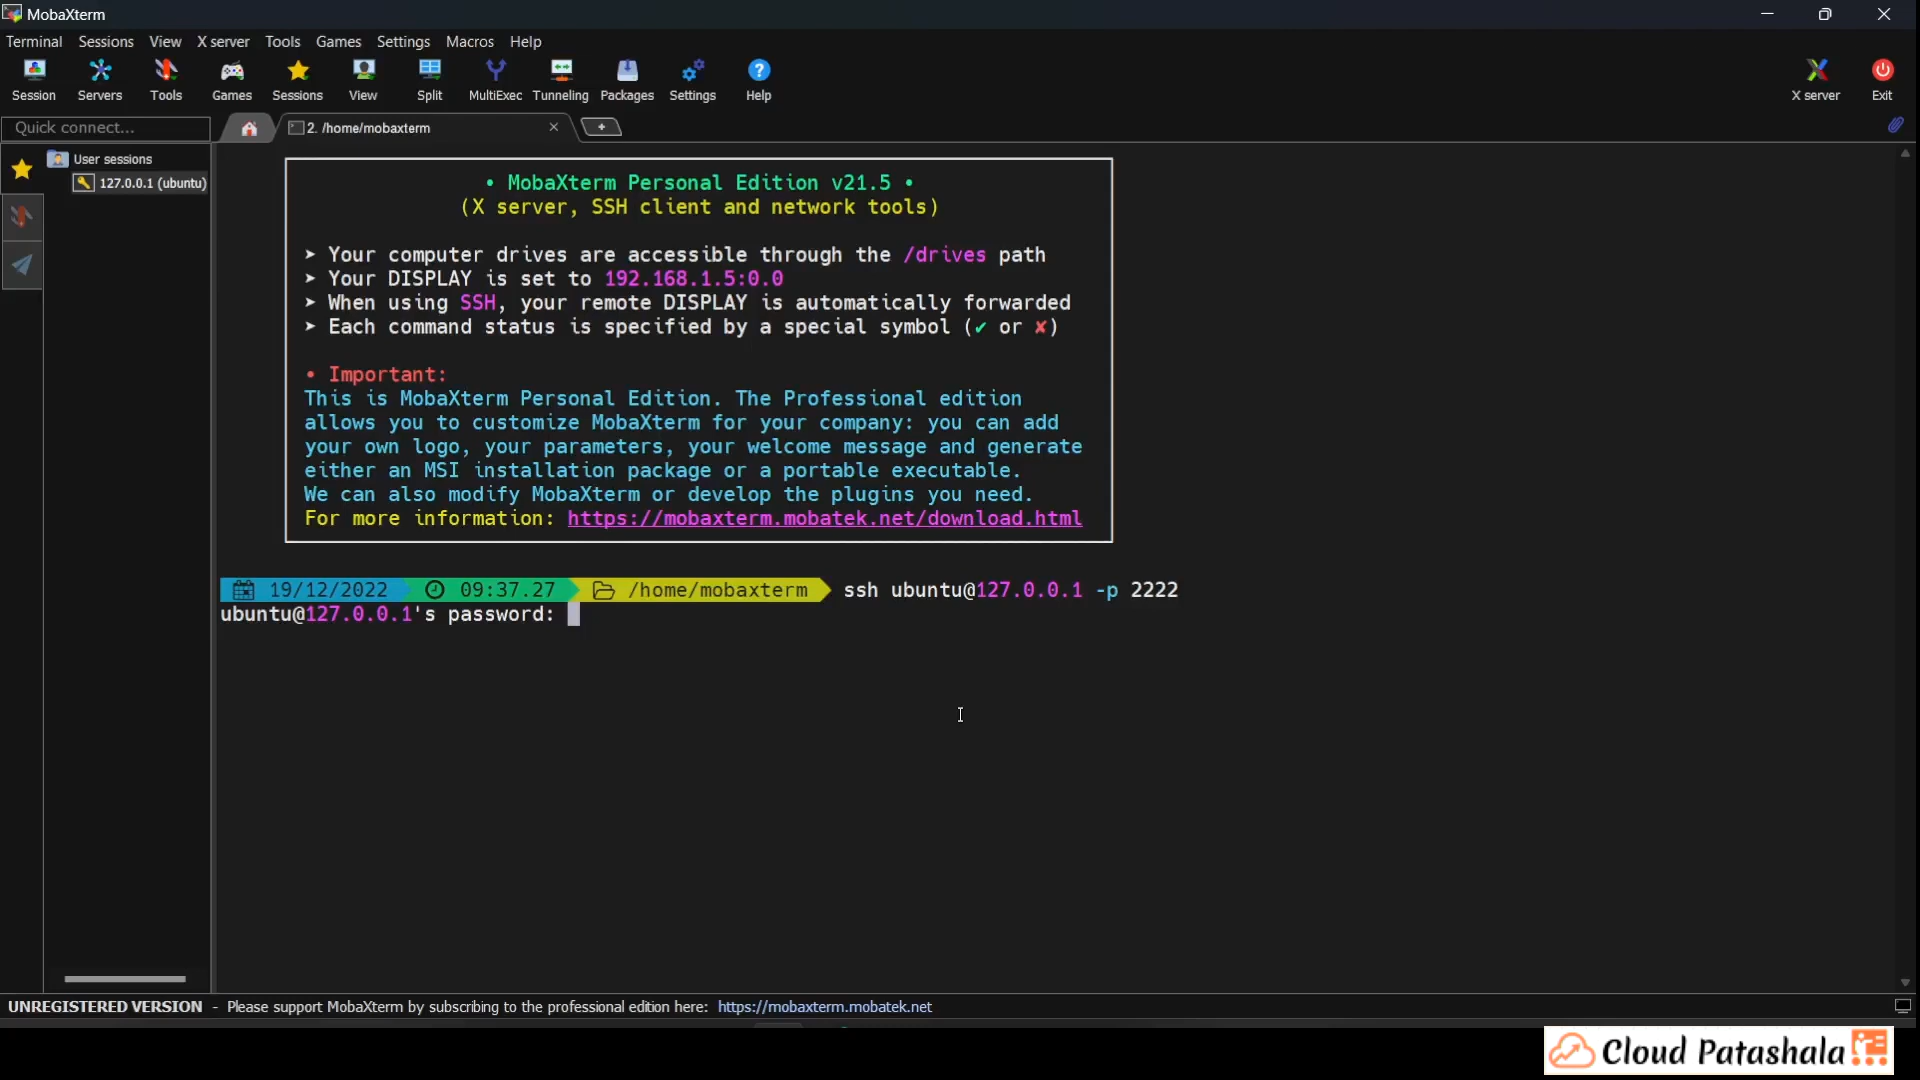 MobaXterm
Terminal Sessions View X server Tools Games Settings Macros Help
Session Servers Tools Games Sessions View Split MultiExec Tunneling Packages Settings Help X server Exit
Quick connect...
2. /home/mobaxterm
User sessions
127.0.0.1 (ubuntu)
• MobaXterm Personal Edition v21.5 •
(X server, SSH client and network tools)
➤ Your computer drives are accessible through the /drives path
➤ Your DISPLAY is set to 192.168.1.5:0.0
➤ When using SSH, your remote DISPLAY is automatically forwarded
➤ Each command status is specified by a special symbol (✔ or ✘)
• Important:
This is MobaXterm Personal Edition. The Professional edition
allows you to customize MobaXterm for your company: you can add
your own logo, your parameters, your welcome message and generate
either an MSI installation package or a portable executable.
We can also modify MobaXterm or develop the plugins you need.
For more information: https://mobaxterm.mobatek.net/download.html
19/12/2022 09:37.27 /home/mobaxterm ssh ubuntu@127.0.0.1 -p 2222
ubuntu@127.0.0.1's password:
UNREGISTERED VERSION - Please support MobaXterm by subscribing to the professional edition here: https://mobaxterm.mobatek.net
Cloud Patashala